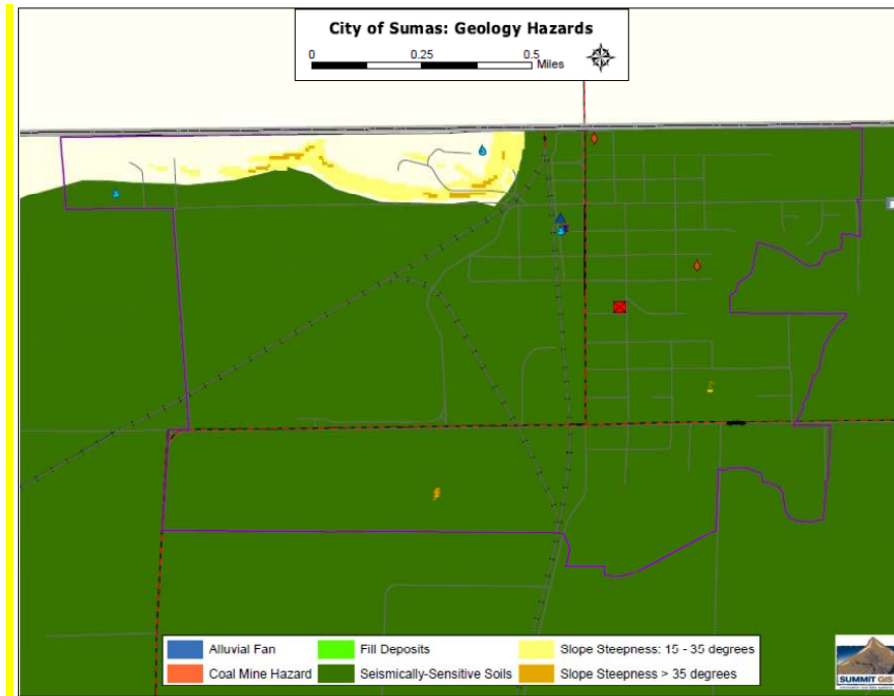 City of Sumas: Geology Hazards
0 0.25 0.5
Miles
Alluvial Fan
Fill Deposits
Slope Steepness: 15 - 35 degrees
Coal Mine Hazard
Seismically-Sensitive Soils
Slope Steepness > 35 degrees
SUMMIT GIS